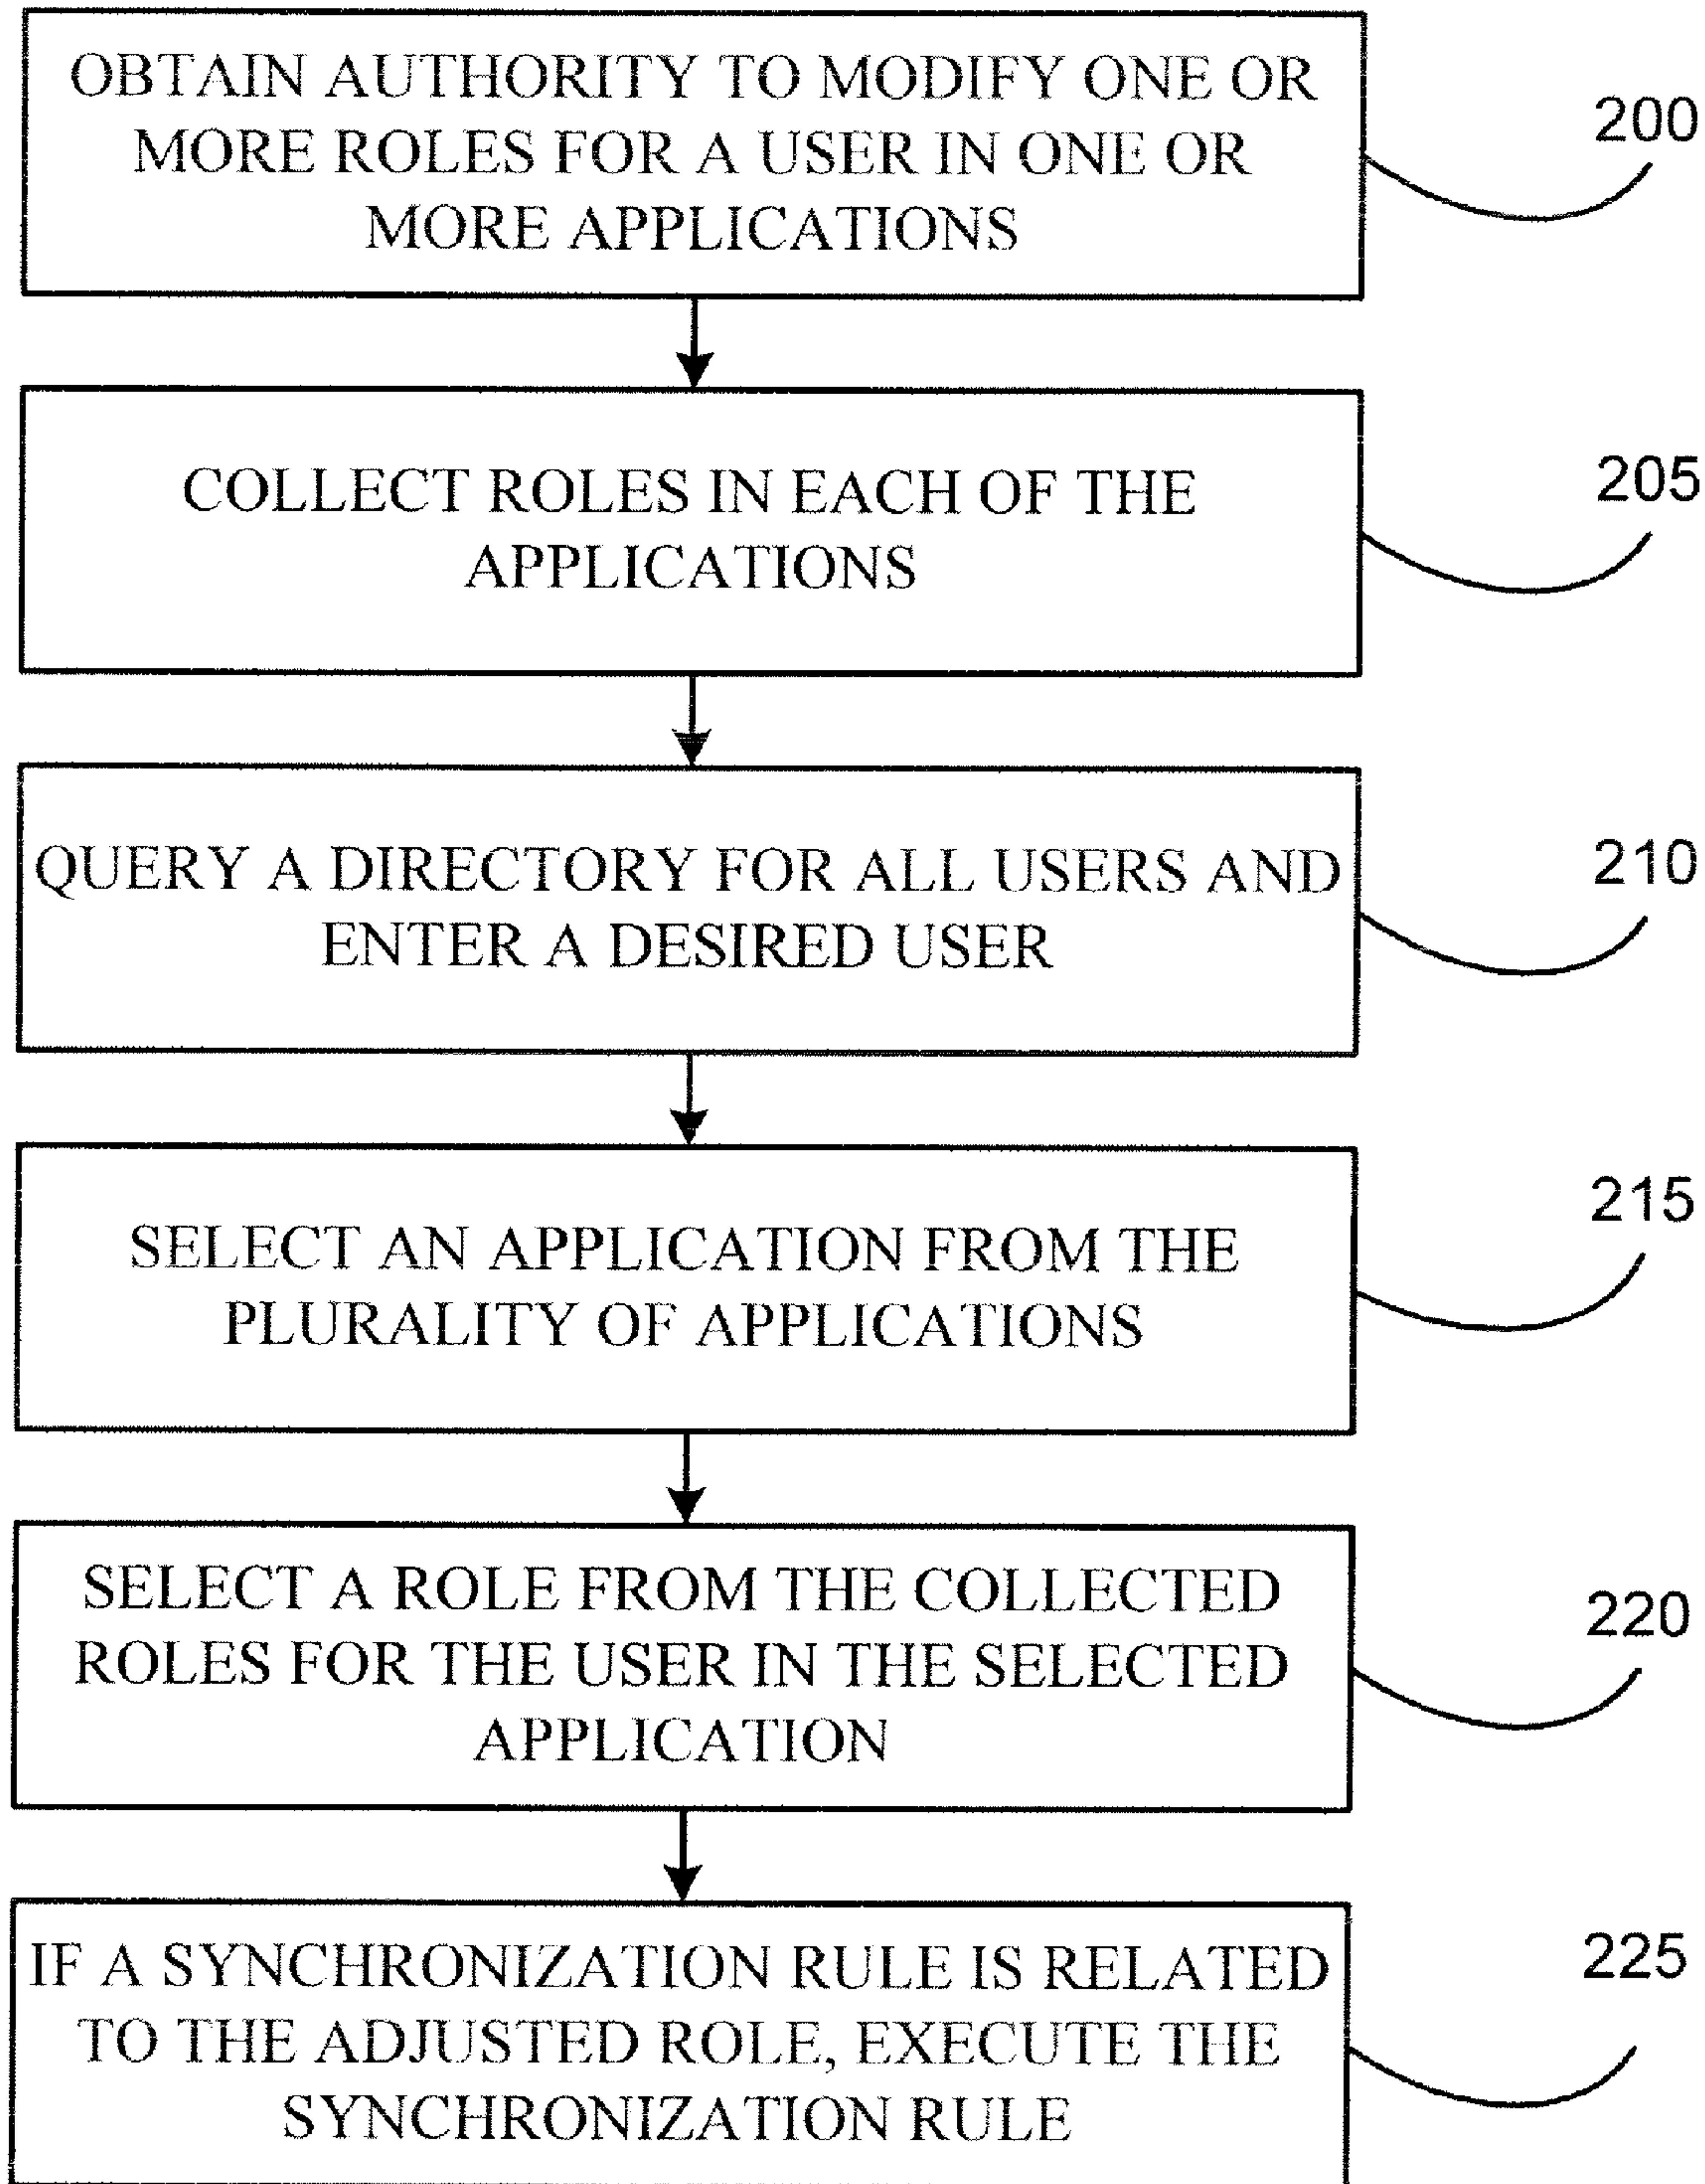 OBTAIN AUTHORITY TO MODIFY ONE OR
MORE ROLES FOR A USER IN ONE OR
MORE APPLICATIONS
200
COLLECT ROLES IN EACH OF THE
APPLICATIONS
205
QUERY A DIRECTORY FOR ALL USERS AND
ENTER A DESIRED USER
210
SELECT AN APPLICATION FROM THE
PLURALITY OF APPLICATIONS
215
SELECT A ROLE FROM THE COLLECTED
ROLES FOR THE USER IN THE SELECTED
APPLICATION
220
IF A SYNCHRONIZATION RULE IS RELATED
TO THE ADJUSTED ROLE, EXECUTE THE
SYNCHRONIZATION RULE
225